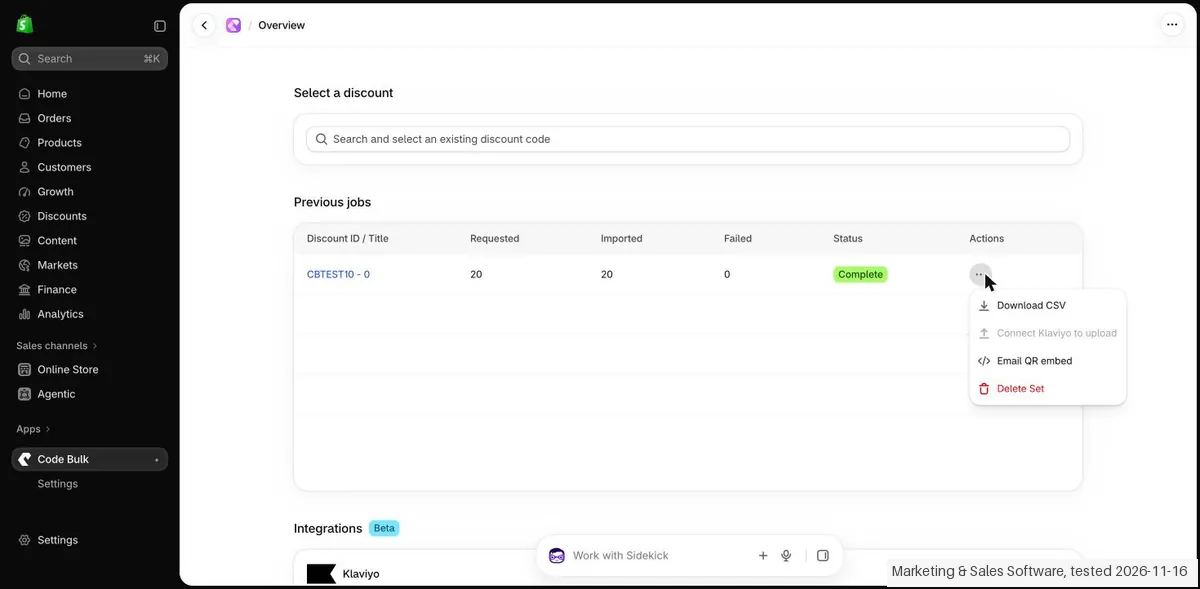 Search ⌘K
Home
Orders
Products
Customers
Growth
Discounts
Content
Markets
Finance
Analytics
Sales channels
Online Store
Agentic
Apps
Code Bulk
Settings
Settings
/ Overview
Select a discount
Search and select an existing discount code
Previous jobs
Discount ID / Title Requested Imported Failed Status Actions
CBTEST10 - 0 20 20 0 Complete
Download CSV
Connect Klaviyo to upload
Email QR embed
Delete Set
Integrations Beta
Klaviyo
Work with Sidekick
Marketing & Sales Software, tested 2026-11-16